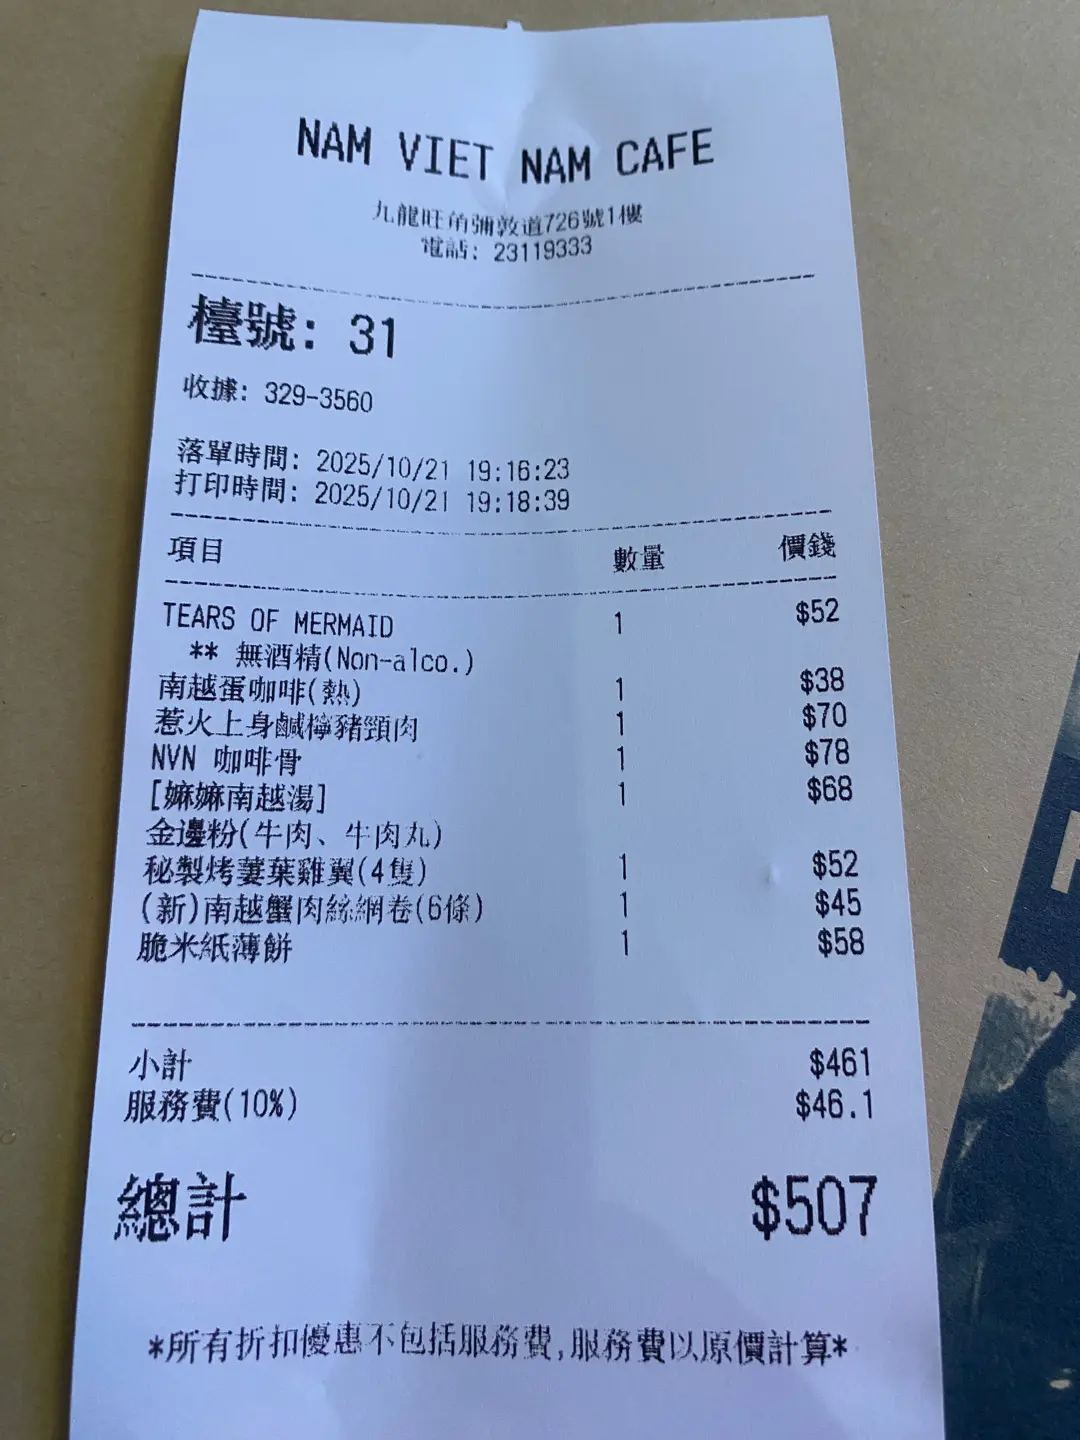 NAM VIET NAM CAFE
九龍旺角彌敦道726號1樓
電話: 23119333
檯號: 31
收據: 329-3560
落單時間: 2025/10/21 19:16:23
打印時間: 2025/10/21 19:18:39
項目 數量 價錢
TEARS OF MERMAID 1 $52
** 無酒精(Non-alco.)
南越蛋咖啡(熱) 1 $38
惹火上身鹹檸豬頸肉 1 $70
NVN 咖啡骨 1 $78
[嫲嫲南越湯] 1 $68
金邊粉(牛肉、牛肉丸)
秘製烤蔞葉雞翼(4隻) 1 $52
(新)南越蟹肉絲網卷(6條) 1 $45
脆米紙薄餅 1 $58
小計 $461
服務費(10%) $46.1
總計 $507
*所有折扣優惠不包括服務費,服務費以原價計算*